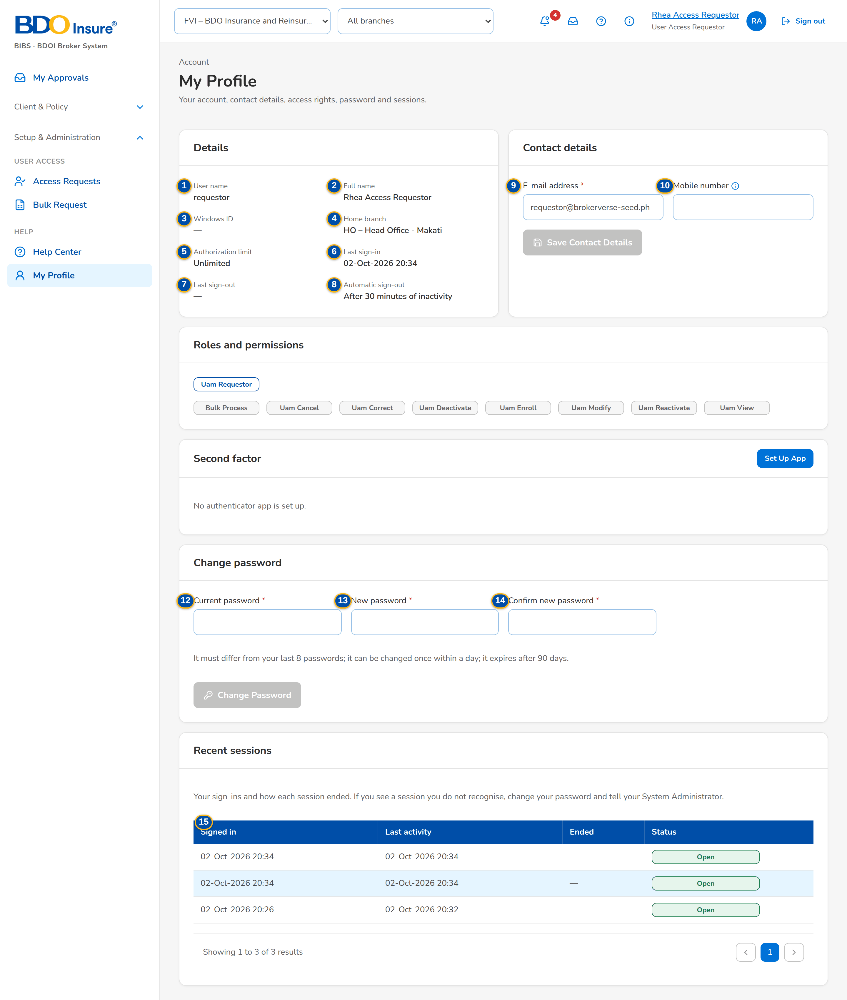 BDO Insure®
BIBS · BDOI Broker System
My Approvals
Client & Policy
Setup & Administration
USER ACCESS
Access Requests
Bulk Request
HELP
Help Center
My Profile
FVI – BDO Insurance and Reinsur...
All branches
4
Rhea Access Requestor
User Access Requestor
RA
Sign out
Account
My Profile
Your account, contact details, access rights, password and sessions.
Details
1 User name
requestor
2 Full name
Rhea Access Requestor
3 Windows ID
—
4 Home branch
HO – Head Office - Makati
5 Authorization limit
Unlimited
6 Last sign-in
02-Oct-2026 20:34
7 Last sign-out
—
8 Automatic sign-out
After 30 minutes of inactivity
Contact details
9 E-mail address *
requestor@brokerverse-seed.ph
10 Mobile number
Save Contact Details
Roles and permissions
Uam Requestor
Bulk Process Uam Cancel Uam Correct Uam Deactivate Uam Enroll Uam Modify Uam Reactivate Uam View
Second factor
Set Up App
No authenticator app is set up.
Change password
12 Current password *
13 New password *
14 Confirm new password *
It must differ from your last 8 passwords; it can be changed once within a day; it expires after 90 days.
Change Password
Recent sessions
Your sign-ins and how each session ended. If you see a session you do not recognise, change your password and tell your System Administrator.
15
Signed in Last activity Ended Status
02-Oct-2026 20:34 02-Oct-2026 20:34 — Open
02-Oct-2026 20:34 02-Oct-2026 20:34 — Open
02-Oct-2026 20:26 02-Oct-2026 20:32 — Open
Showing 1 to 3 of 3 results
1